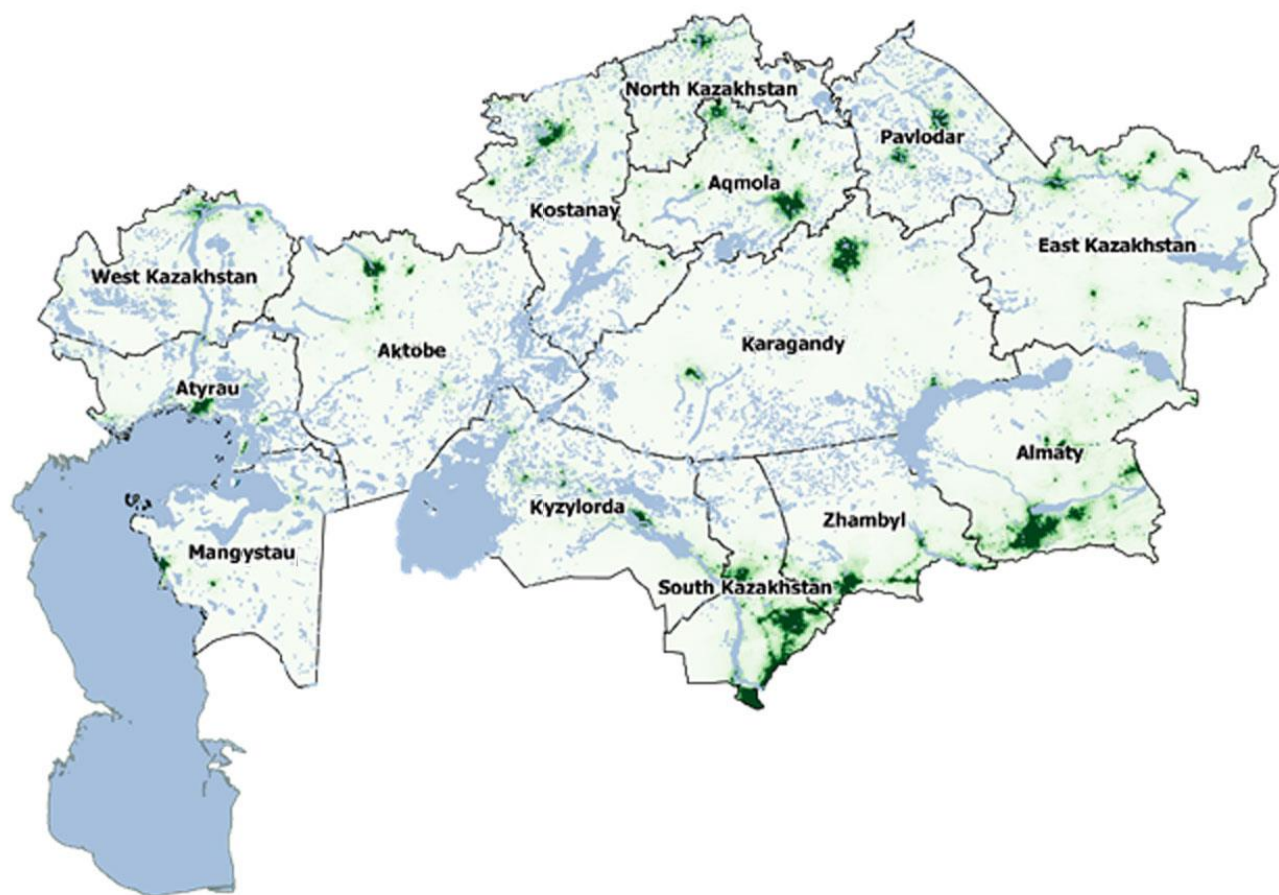 North Kazakhstan
Pavlodar
Aqmola
Kostanay
East Kazakhstan
West Kazakhstan
Karagandy
Aktobe
Atyrau
Almaty
Kyzylorda
Zhambyl
Mangystau
South Kazakhstan